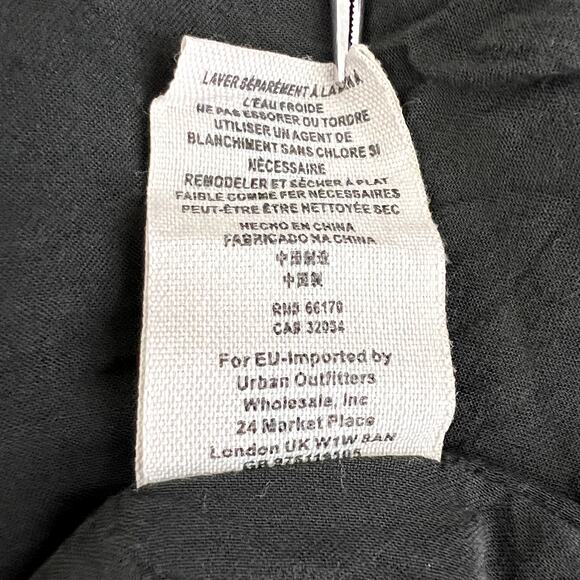 LAVER SÉPARÉMENT À LA
L'EAU FROIDE
NE PAS ESSORER OU TORDRE
UTILISER UN AGENT DE
BLANCHIMENT SANS CHLORE SI
NÉCESSAIRE
REMODELER ET SÉCHER À PLAT
FAIBLE COMME FER NÉCESSAIRES
PEUT-ÊTRE ÊTRE NETTOYÉE SEC
HECHO EN CHINA
FABRICADO NA CHINA
中国制造
中國製
RN# 66170
CA# 32054
For EU-Imported by
Urban Outfitters
Wholesale, Inc
24 Market Place
London UK W1W 8AN
GB